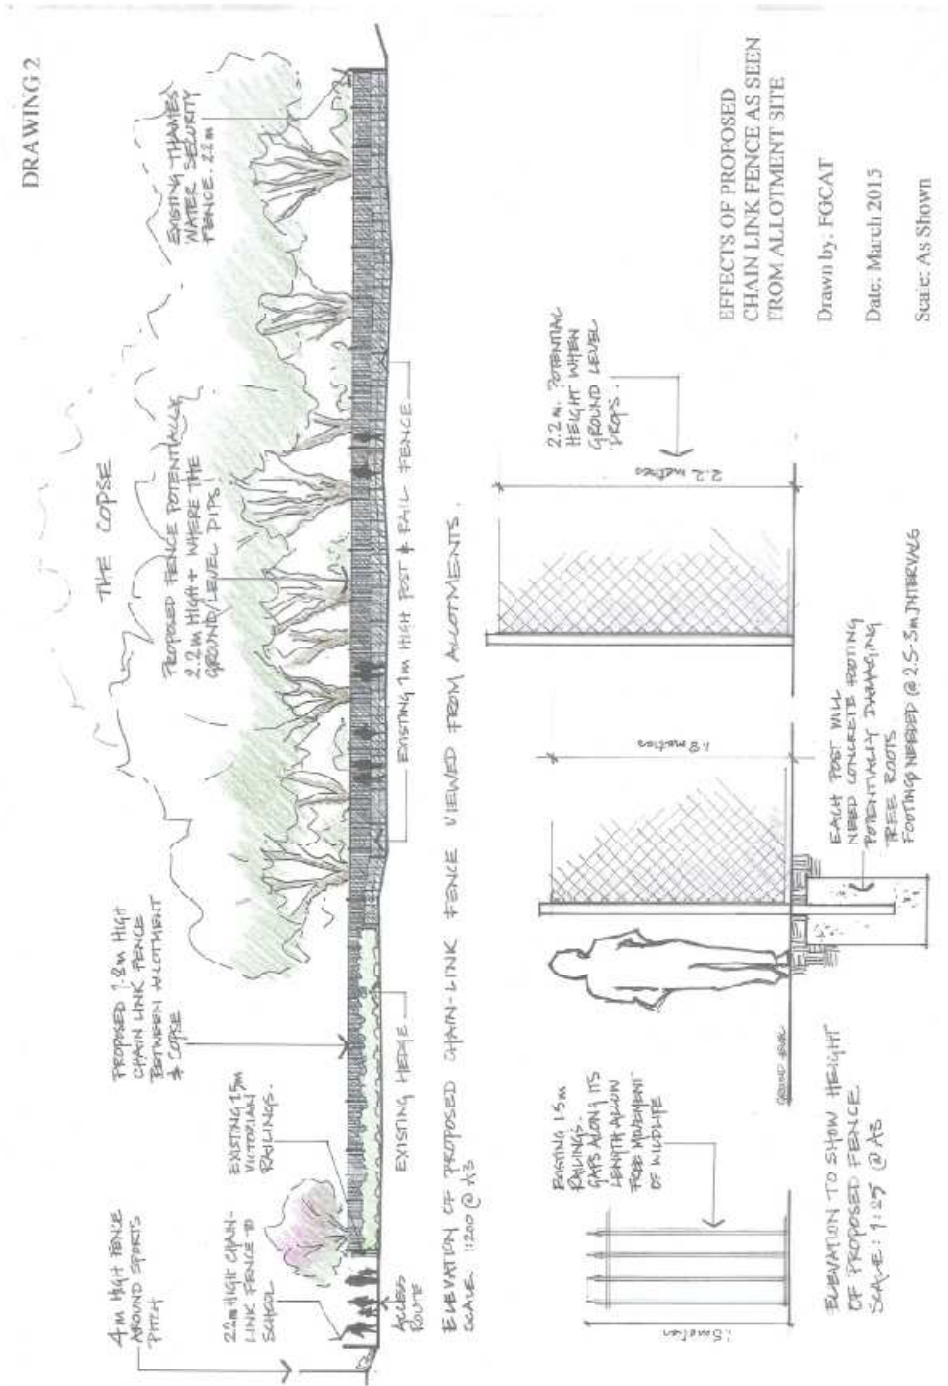 DRAWING 2
4m HIGH FENCE
AROUND SPORTS
PITCH
2.2m HIGH CHAIN-
LINK FENCE TO
SCHOOL
EXISTING 1.5m
VICTORIAN
RAILINGS.
PROPOSED 1.8m HIGH
CHAIN LINK FENCE
BETWEEN ALLOTMENT
& COPSE
THE COPSE
PROPOSED FENCE POTENTIALLY
2.2m HIGH + WHERE THE
GROUND LEVEL DIPS!
EXISTING THAMES
WATER SECURITY
FENCE. 2.2m
ACCESS
ROUTE
EXISTING HEDGE
EXISTING 1m HIGH POST & RAIL FENCE
ELEVATION OF PROPOSED CHAIN-LINK FENCE VIEWED FROM ALLOTMENTS.
SCALE 1:200 @ A3
EXISTING 1.5m
RAILINGS.
GAPS ALONG ITS
LENGTH ALLOW
FREE MOVEMENT
OF WILDLIFE
1.5 metres
GROUND LEVEL
1.8 metres
2.2 metres
2.2m. POTENTIAL
HEIGHT WHEN
GROUND LEVEL
DROPS.
EACH POST WILL
NEED CONCRETE FOOTING
POTENTIALLY DAMAGING
TREE ROOTS
FOOTING NEEDED @ 2.5-3m INTERVALS
ELEVATION TO SHOW HEIGHT
OF PROPOSED FENCE.
SCALE: 1:25 @ A3
EFFECTS OF PROPOSED
CHAIN LINK FENCE AS SEEN
FROM ALLOTMENT SITE
Drawn by. FGCAT
Date: March 2015
Scale: As Shown